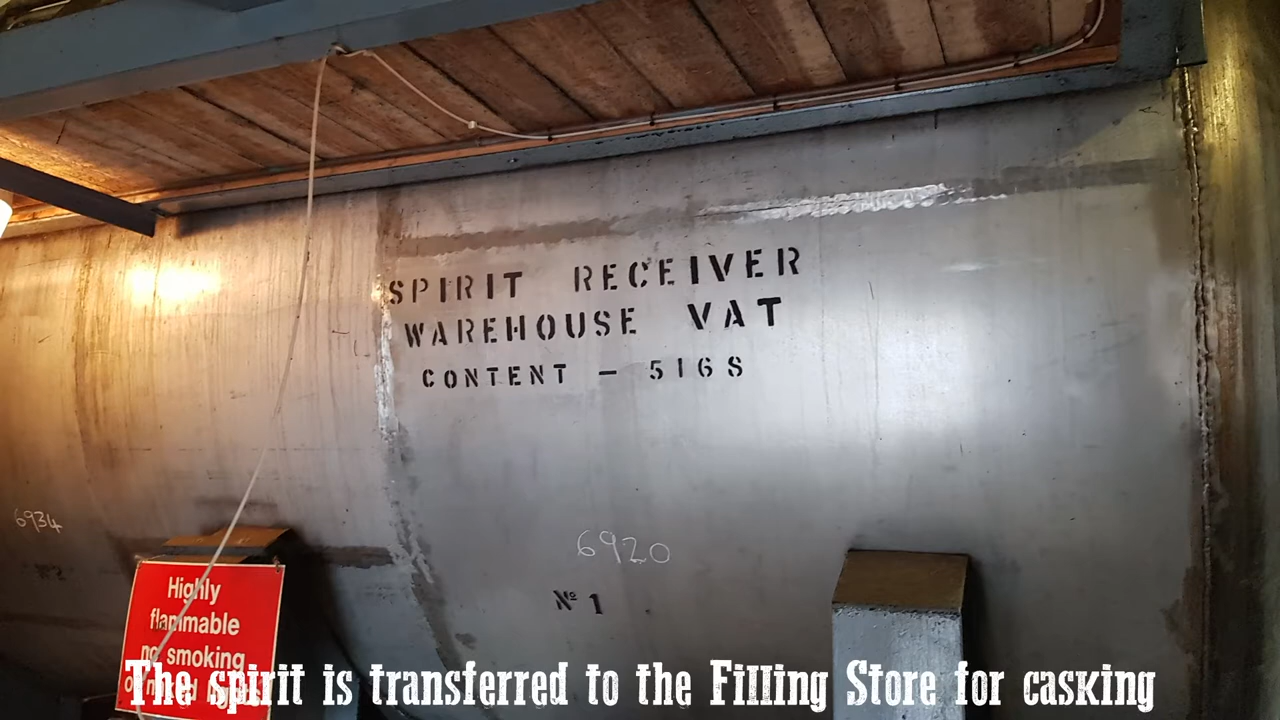 SPIRIT RECEIVER
WAREHOUSE VAT
CONTENT – 516 S
6934
6920
Nº 1
Highly
flammable
no smoking
The spirit is transferred to the Filling Store for casking